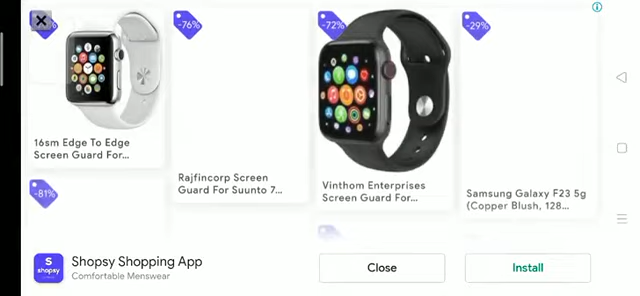 -76%
-72%
-29%
16sm Edge To Edge
Screen Guard For...
Rajfincorp Screen
Guard For Suunto 7...
Vinthom Enterprises
Screen Guard For...
Samsung Galaxy F23 5g
(Copper Blush, 128...
-81%
S
shopsy
Shopsy Shopping App
Comfortable Menswear
Close
Install